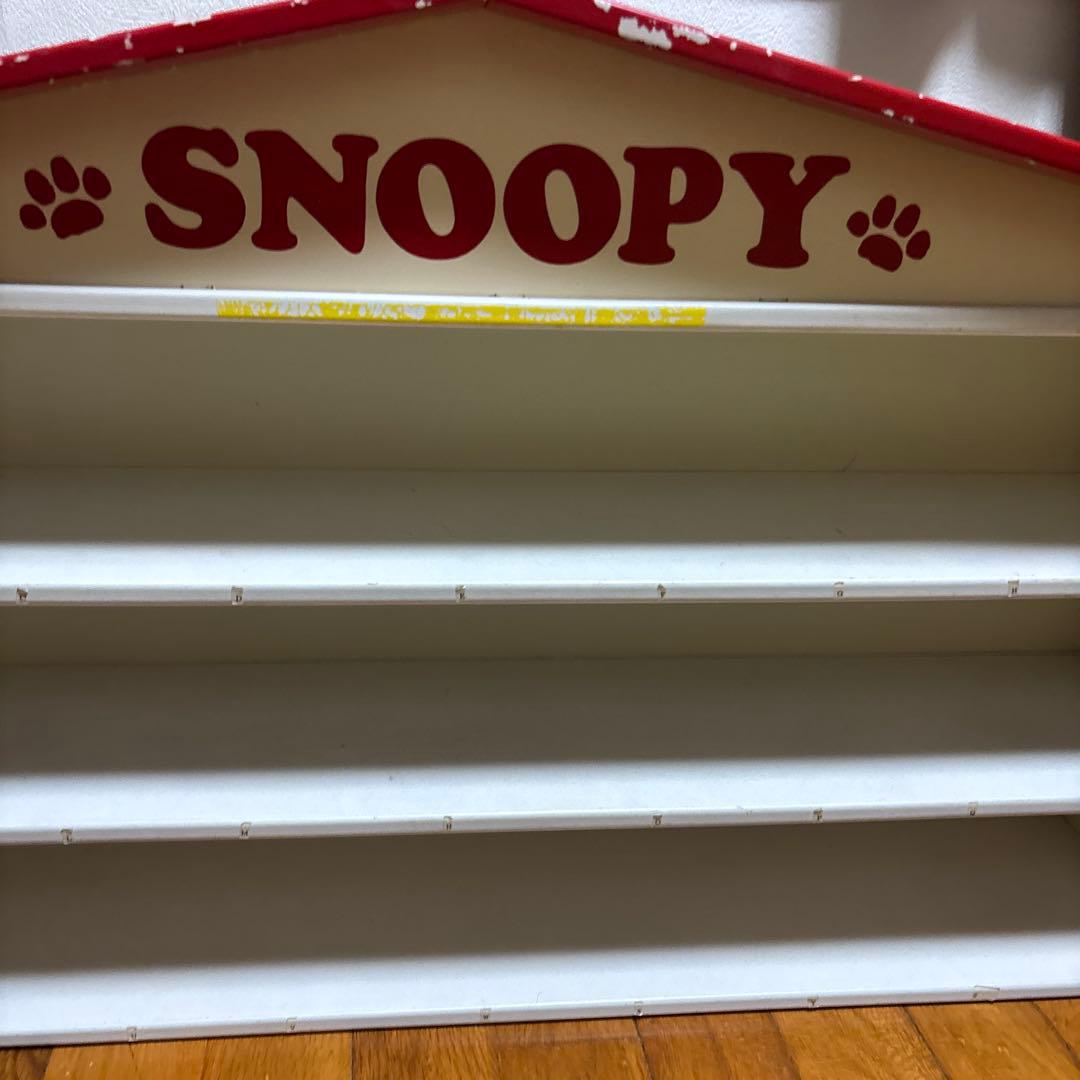 SNOOPY
D E F G H
L M O P Q
U V W Y